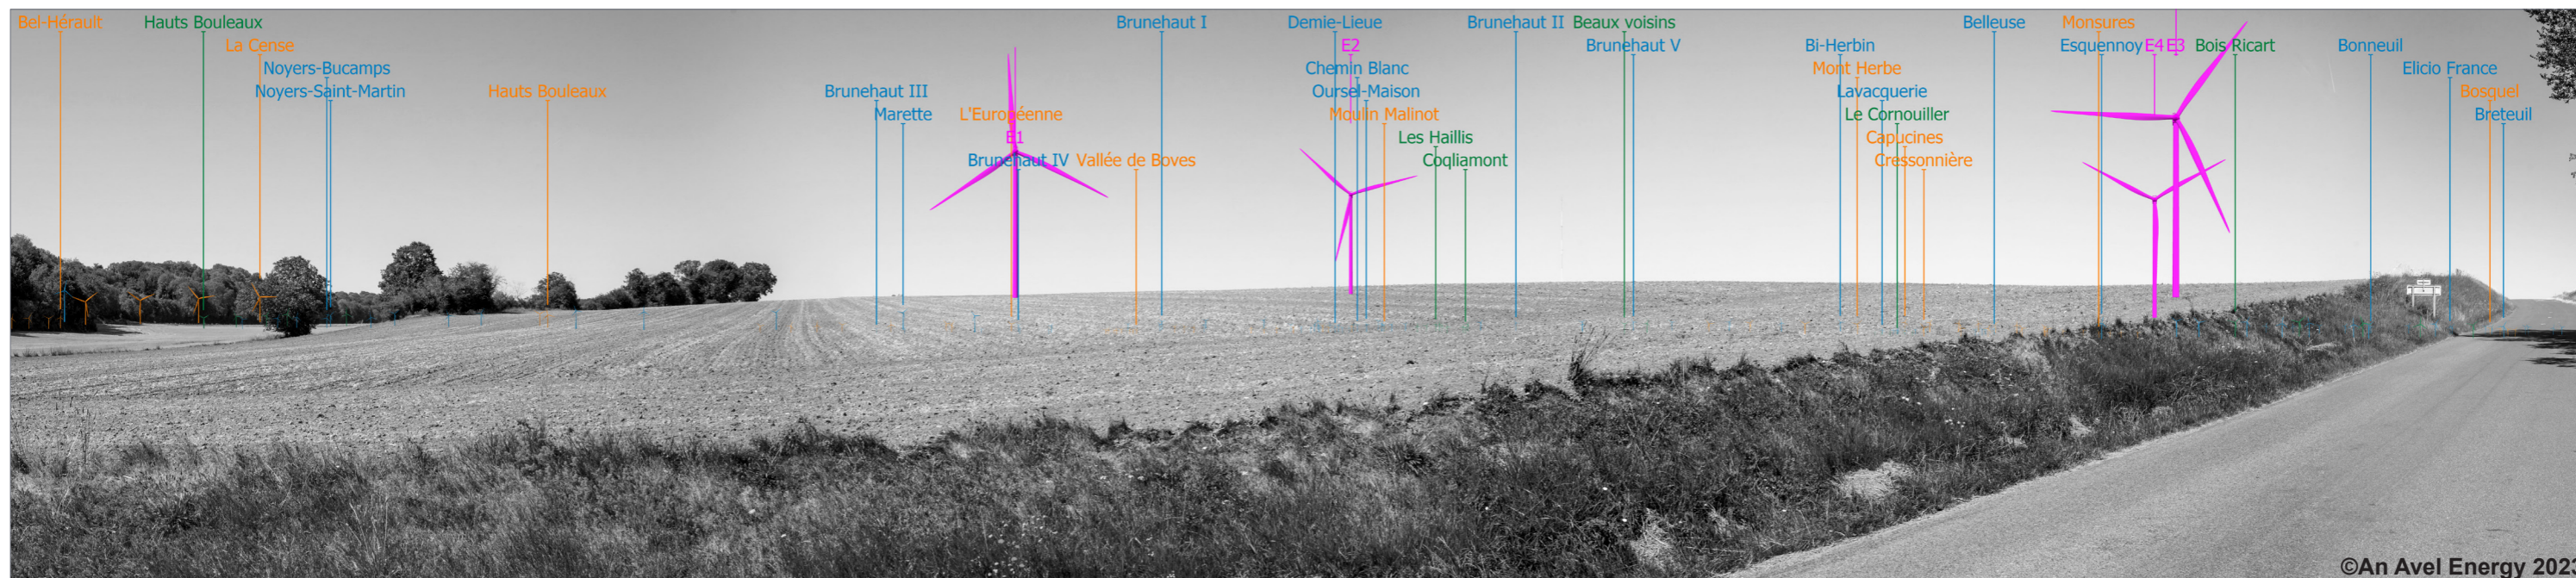 Bel-Hérault
Hauts Bouleaux
Brunehaut I
Demie-Lieue
Brunehaut II
Beaux voisins
Belleuse
Monsures
La Cense
E2
Brunehaut V
Bi-Herbin
Esquennoy
E4
E3
Bois Ricart
Bonneuil
Noyers-Bucamps
Chemin Blanc
Mont Herbe
Elicio France
Noyers-Saint-Martin
Hauts Bouleaux
Brunehaut III
Oursel-Maison
Lavacquerie
Bosquel
Marette
L'Européenne
Moulin Malinot
Le Cornouiller
Breteuil
E1
Les Haillis
Capucines
Brunehaut IV
Vallée de Boves
Coqliamont
Cressonnière
©An Avel Energy